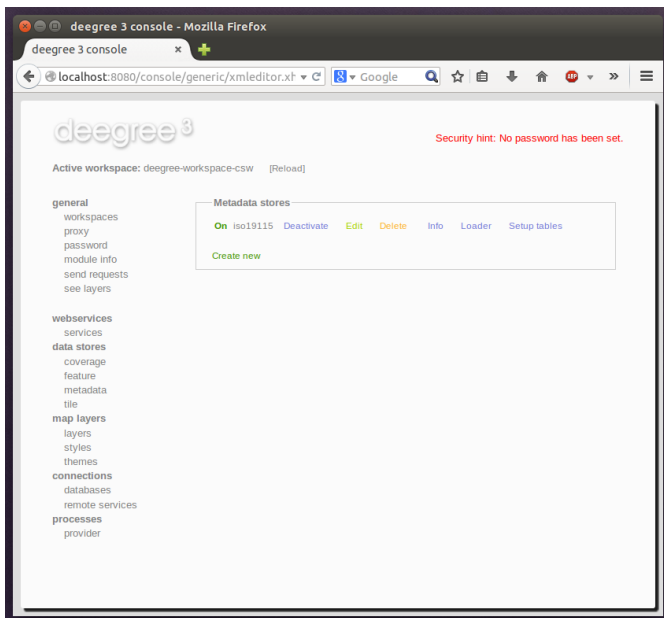 deegree 3 console - Mozilla Firefox
deegree 3 console
localhost:8080/console/generic/xmleditor.xh
Google
ABP
deegree 3
Security hint: No password has been set.
Active workspace: deegree-workspace-csw [Reload]
general
workspaces
proxy
password
module info
send requests
see layers
webservices
services
data stores
coverage
feature
metadata
tile
map layers
layers
styles
themes
connections
databases
remote services
processes
provider
Metadata stores
On iso19115 Deactivate Edit Delete Info Loader Setup tables
Create new